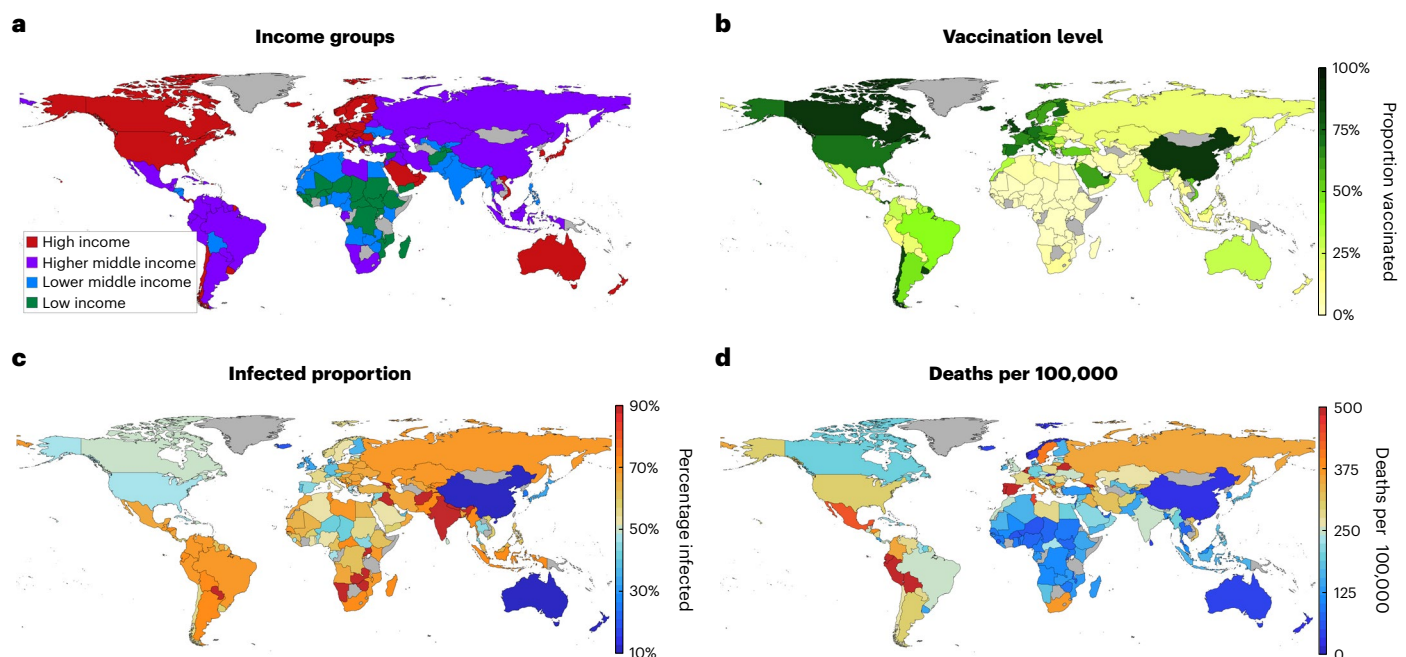 a
Income groups
High income
Higher middle income
Lower middle income
Low income
b
Vaccination level
100%
75%
50%
25%
0%
Proportion vaccinated
c
Infected proportion
90%
70%
50%
30%
10%
Percentage infected
d
Deaths per 100,000
500
375
250
125
0
Deaths per 100,000